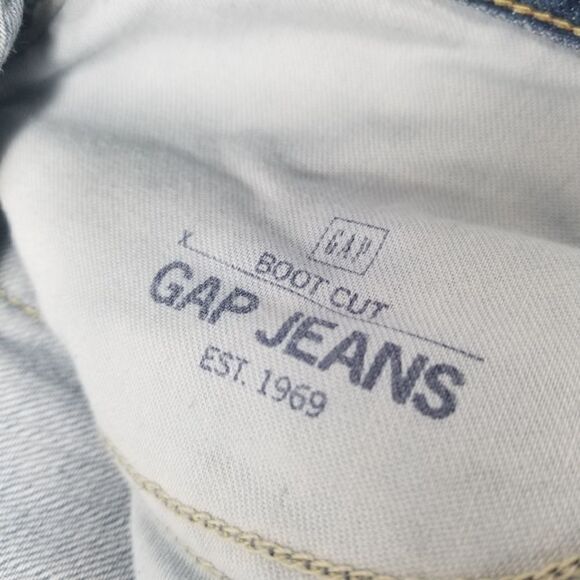 GAP
X
BOOT CUT
GAP JEANS
EST. 1969